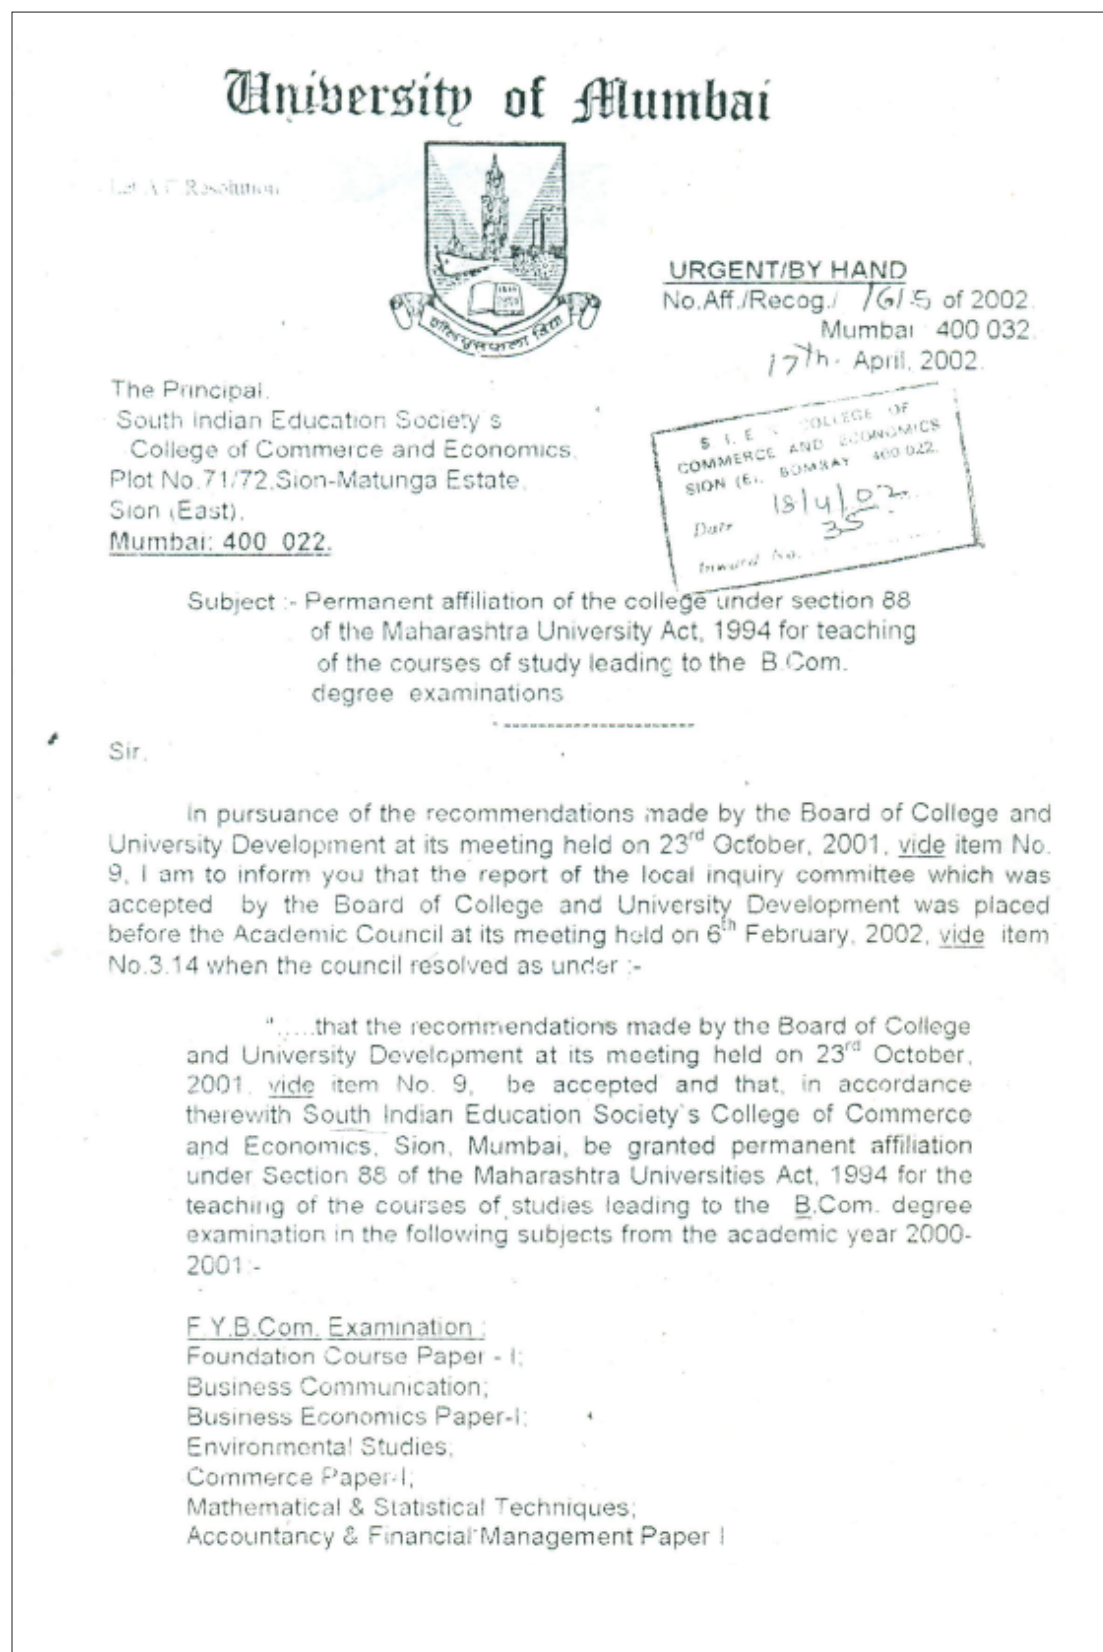 University of Mumbai
Let A C Resolution
URGENT/BY HAND
No.Aff./Recog./ 1615 of 2002.
Mumbai 400 032.
17th April, 2002.
The Principal,
South Indian Education Society s
College of Commerce and Economics,
Plot No.71/72,Sion-Matunga Estate,
Sion (East),
Mumbai: 400 022.
S. I. E. S. COLLEGE OF
COMMERCE AND ECONOMICS
SION (E), BOMBAY 400 022.
Date 18/4/02
35
Inward No.
Subject :- Permanent affiliation of the college under section 88
of the Maharashtra University Act, 1994 for teaching
of the courses of study leading to the B.Com.
degree examinations
-----------------------
Sir,
In pursuance of the recommendations made by the Board of College and
University Development at its meeting held on 23rd October, 2001, vide item No.
9, I am to inform you that the report of the local inquiry committee which was
accepted by the Board of College and University Development was placed
before the Academic Council at its meeting held on 6th February, 2002, vide item
No.3.14 when the council resolved as under :-
".....that the recommendations made by the Board of College
and University Development at its meeting held on 23rd October,
2001, vide item No. 9, be accepted and that, in accordance
therewith South Indian Education Society's College of Commerce
and Economics, Sion, Mumbai, be granted permanent affiliation
under Section 88 of the Maharashtra Universities Act, 1994 for the
teaching of the courses of studies leading to the B.Com. degree
examination in the following subjects from the academic year 2000-
2001:-
F.Y.B.Com. Examination :
Foundation Course Paper - I;
Business Communication;
Business Economics Paper-I;
Environmental Studies;
Commerce Paper-I;
Mathematical & Statistical Techniques;
Accountancy & Financial Management Paper I